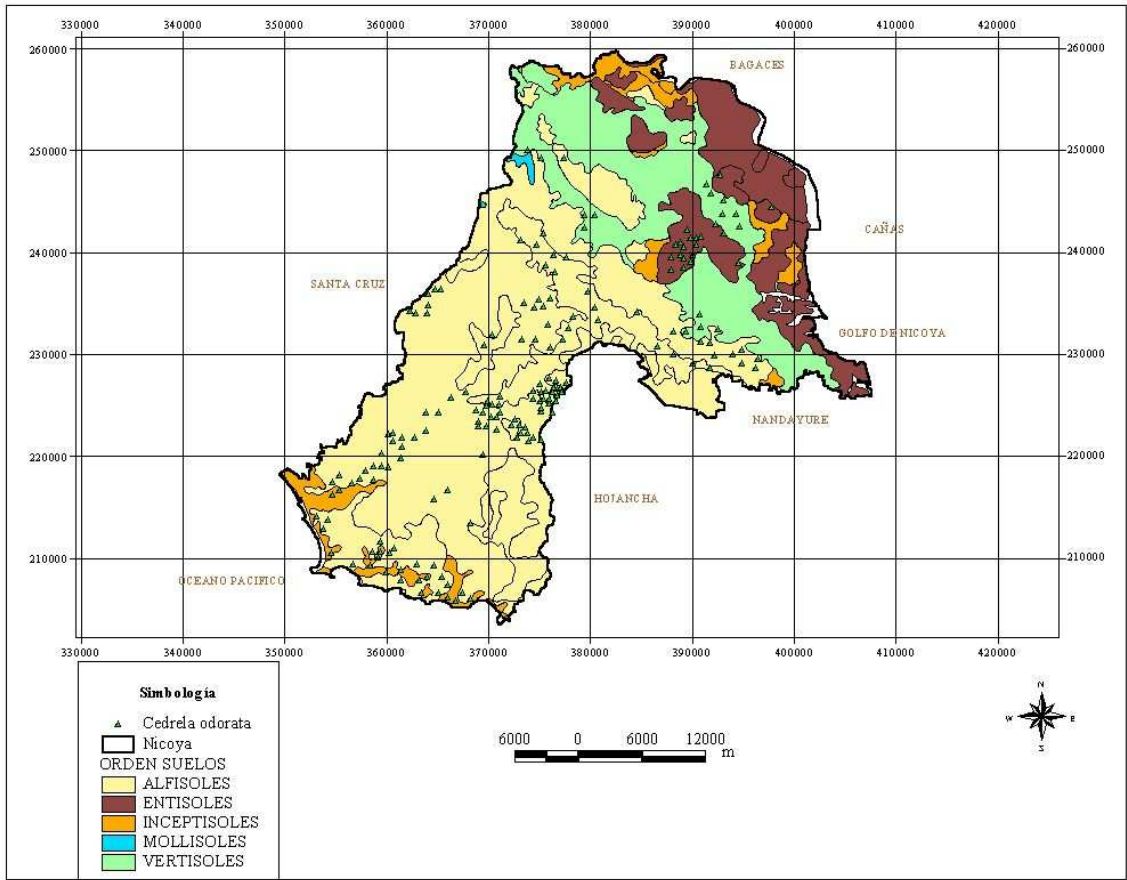 330000 340000 350000 360000 370000 380000 390000 400000 410000 420000
260000 260000
BAGACES
250000 250000
CAÑAS
240000 240000
SANTA CRUZ
GOLFO DE NICOYA
230000 230000
NANDAYURE
220000 220000
HOJANCHA
210000 210000
OCEANO PACIFICO
330000 340000 350000 360000 370000 380000 390000 400000 410000 420000
Simbología
Cedrela odorata
Nicoya
ORDEN SUELOS
ALFISOLES
ENTISOLES
INCEPTISOLES
MOLLISOLES
VERTISOLES
6000 0 6000 12000
m
N
W E
S